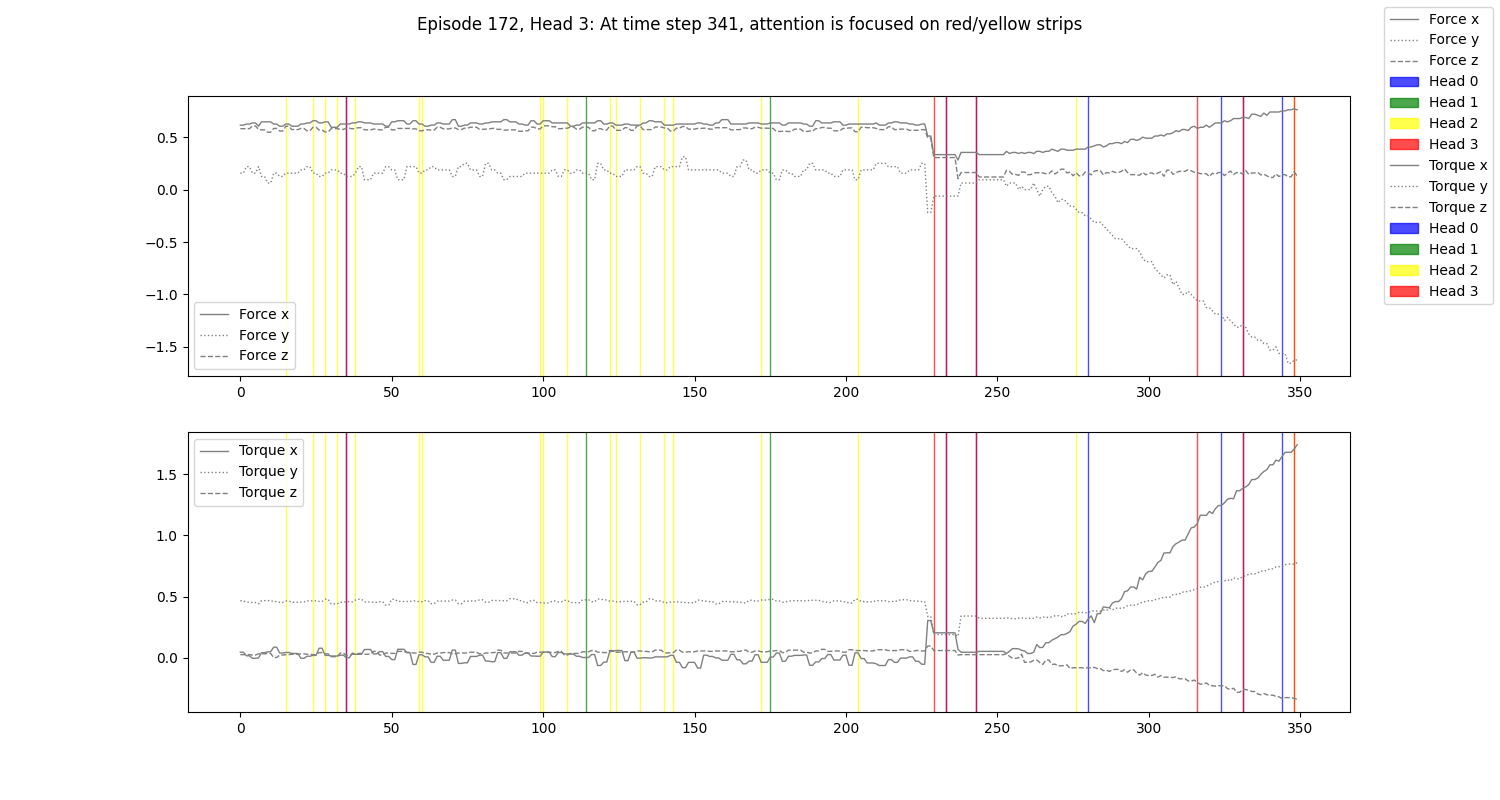 Episode 172, Head 3: At time step 341, attention is focused on red/yellow strips
Force x
Force y
Force z
Head 0
Head 1
Head 2
Head 3
Torque x
Torque y
Torque z
Head 0
Head 1
Head 2
Head 3
0.5
0.0
−0.5
−1.0
−1.5
Force x
Force y
Force z
0 50 100 150 200 250 300 350
Torque x
Torque y
Torque z
1.5
1.0
0.5
0.0
0 50 100 150 200 250 300 350